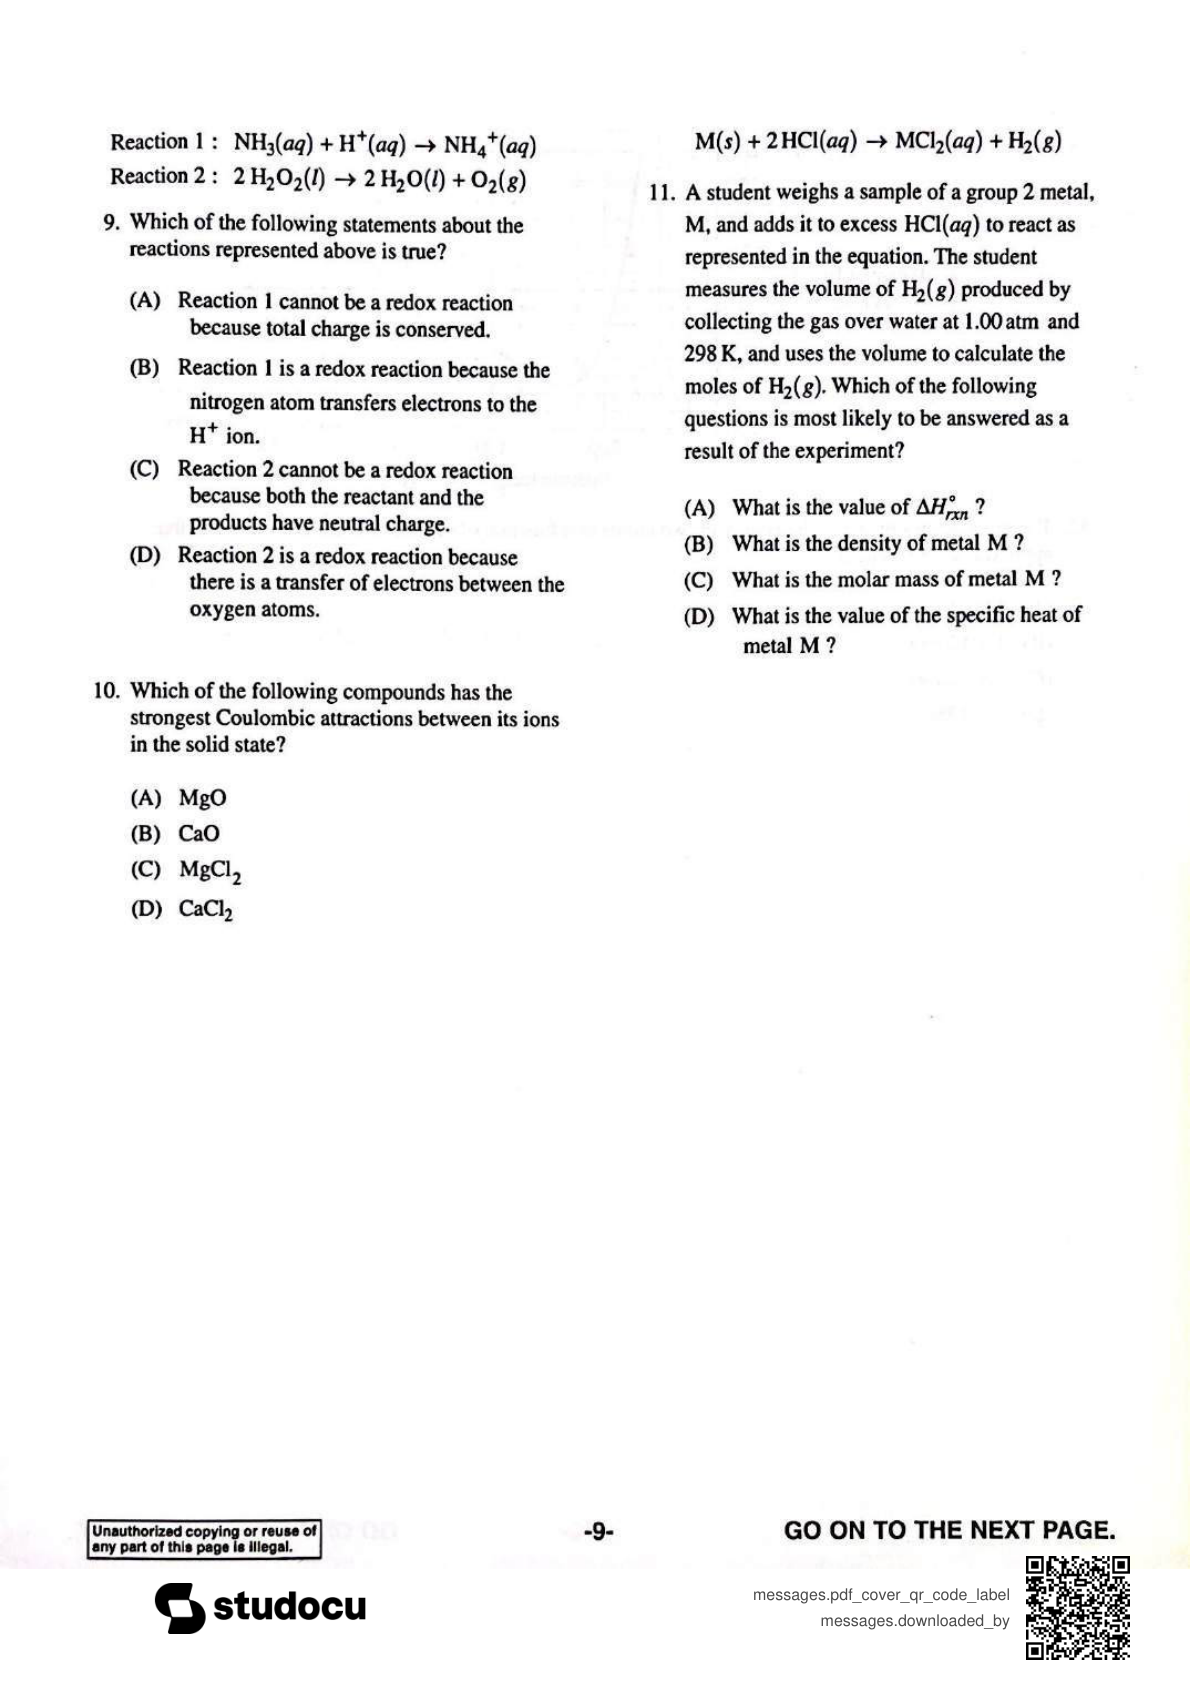 Reaction 1 : NH₃(aq) + H⁺(aq) → NH₄⁺(aq)
Reaction 2 : 2 H₂O₂(l) → 2 H₂O(l) + O₂(g)
9. Which of the following statements about the
reactions represented above is true?
(A) Reaction 1 cannot be a redox reaction
because total charge is conserved.
(B) Reaction 1 is a redox reaction because the
nitrogen atom transfers electrons to the
H⁺ ion.
(C) Reaction 2 cannot be a redox reaction
because both the reactant and the
products have neutral charge.
(D) Reaction 2 is a redox reaction because
there is a transfer of electrons between the
oxygen atoms.
10. Which of the following compounds has the
strongest Coulombic attractions between its ions
in the solid state?
(A) MgO
(B) CaO
(C) MgCl₂
(D) CaCl₂
M(s) + 2 HCl(aq) → MCl₂(aq) + H₂(g)
11. A student weighs a sample of a group 2 metal,
M, and adds it to excess HCl(aq) to react as
represented in the equation. The student
measures the volume of H₂(g) produced by
collecting the gas over water at 1.00 atm and
298 K, and uses the volume to calculate the
moles of H₂(g). Which of the following
questions is most likely to be answered as a
result of the experiment?
(A) What is the value of ΔH°rxn ?
(B) What is the density of metal M ?
(C) What is the molar mass of metal M ?
(D) What is the value of the specific heat of
metal M ?
Unauthorized copying or reuse of
any part of this page is illegal.
-9-
GO ON TO THE NEXT PAGE.
studocu
messages.pdf_cover_qr_code_label
messages.downloaded_by